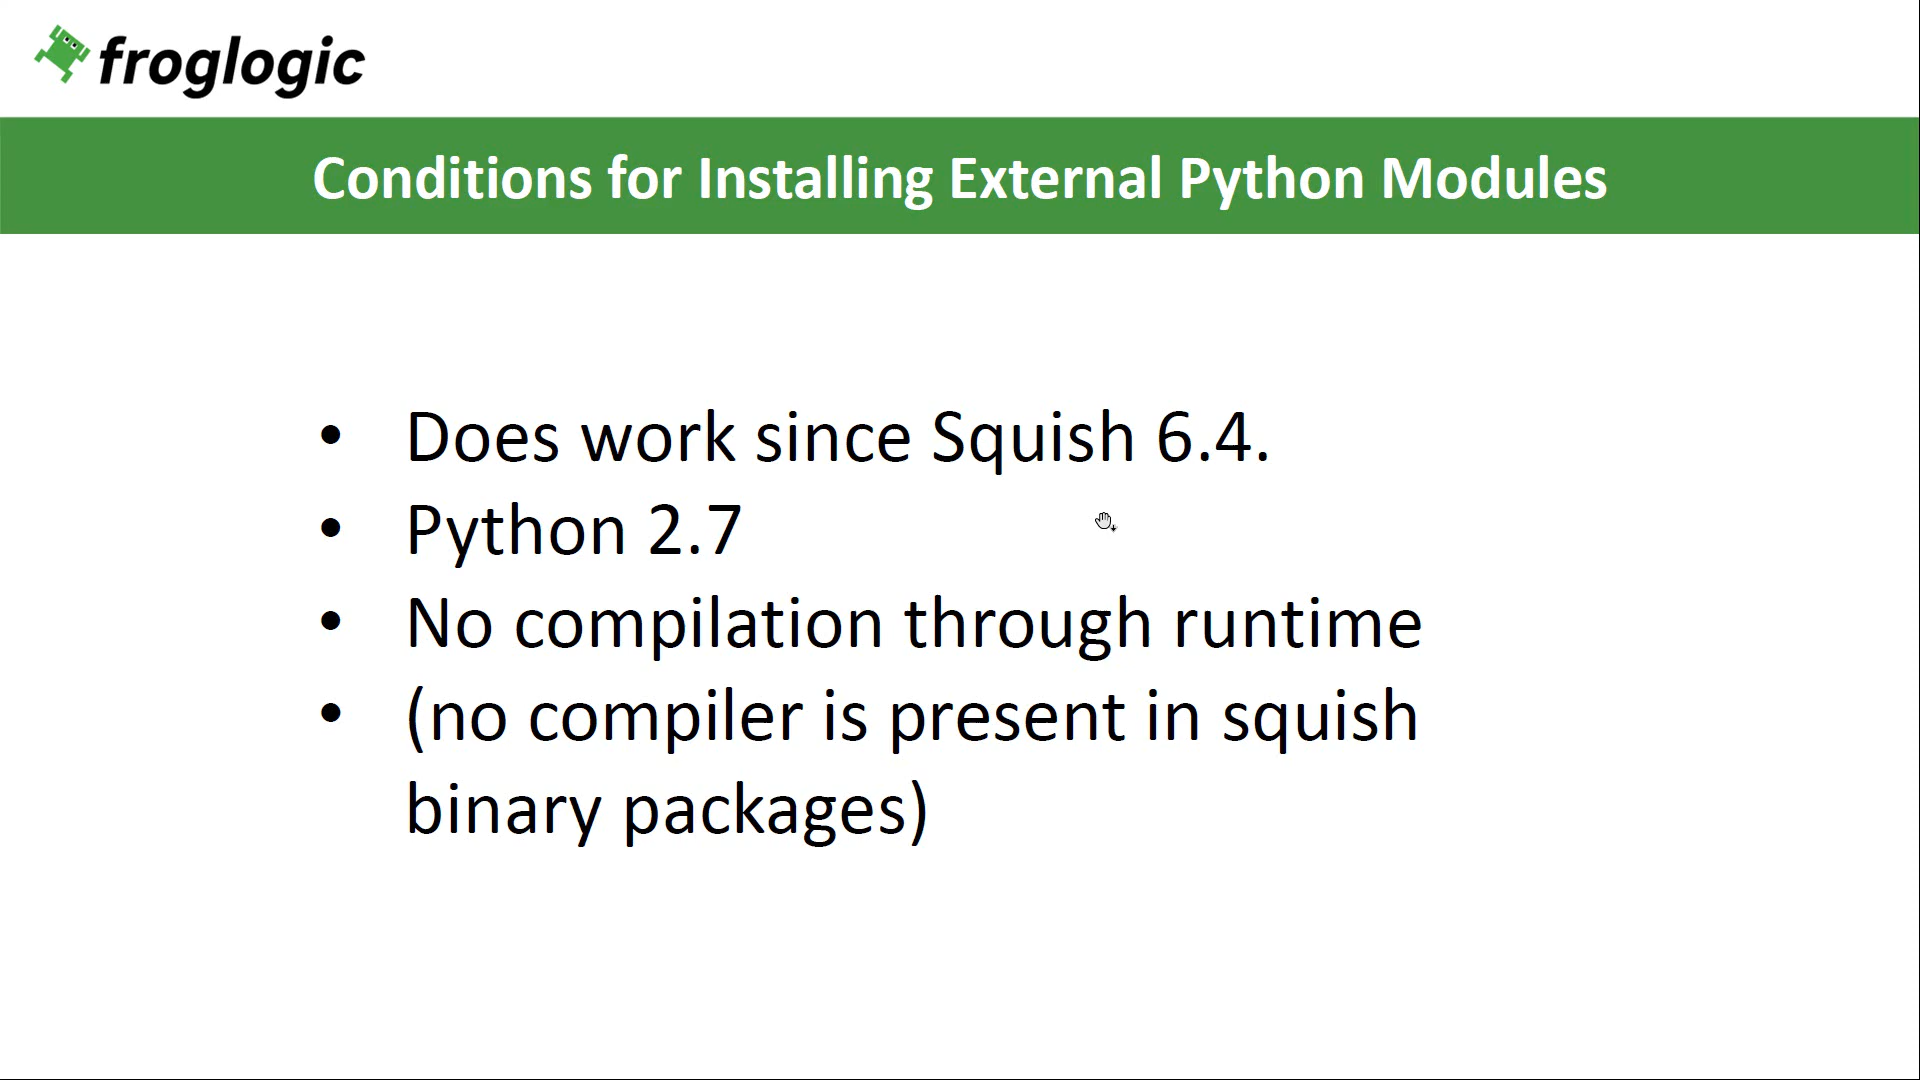 froglogic
Conditions for Installing External Python Modules
• Does work since Squish 6.4.
• Python 2.7
• No compilation through runtime
• (no compiler is present in squish
binary packages)